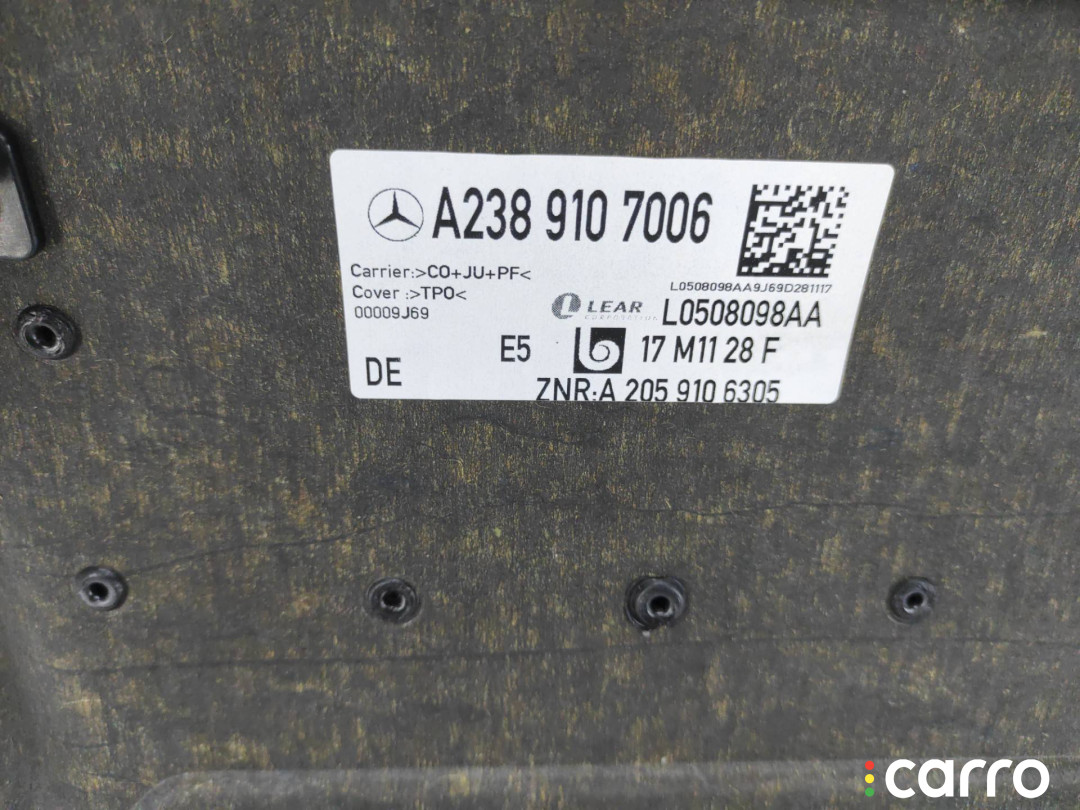 A238 910 7006
L0508098AA9J69D281117
Carrier:>CO+JU+PF<
Cover :>TPO<
00009J69
LEAR
CORPORATION
L0508098AA
E5
17 M11 28 F
DE
ZNR:A 205 910 6305
carro